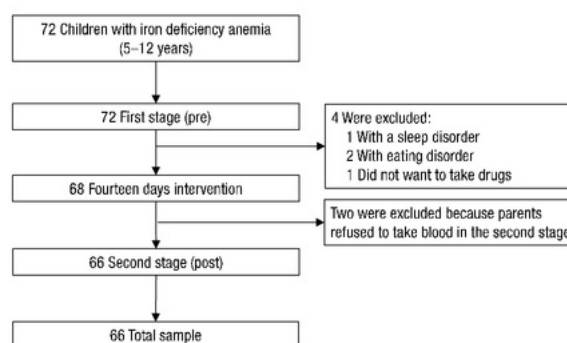 72 Children with iron deficiency anemia
(5–12 years)
72 First stage (pre)
4 Were excluded:
1 With a sleep disorder
2 With eating disorder
1 Did not want to take drugs
68 Fourteen days intervention
Two were excluded because parents
refused to take blood in the second stage
66 Second stage (post)
66 Total sample